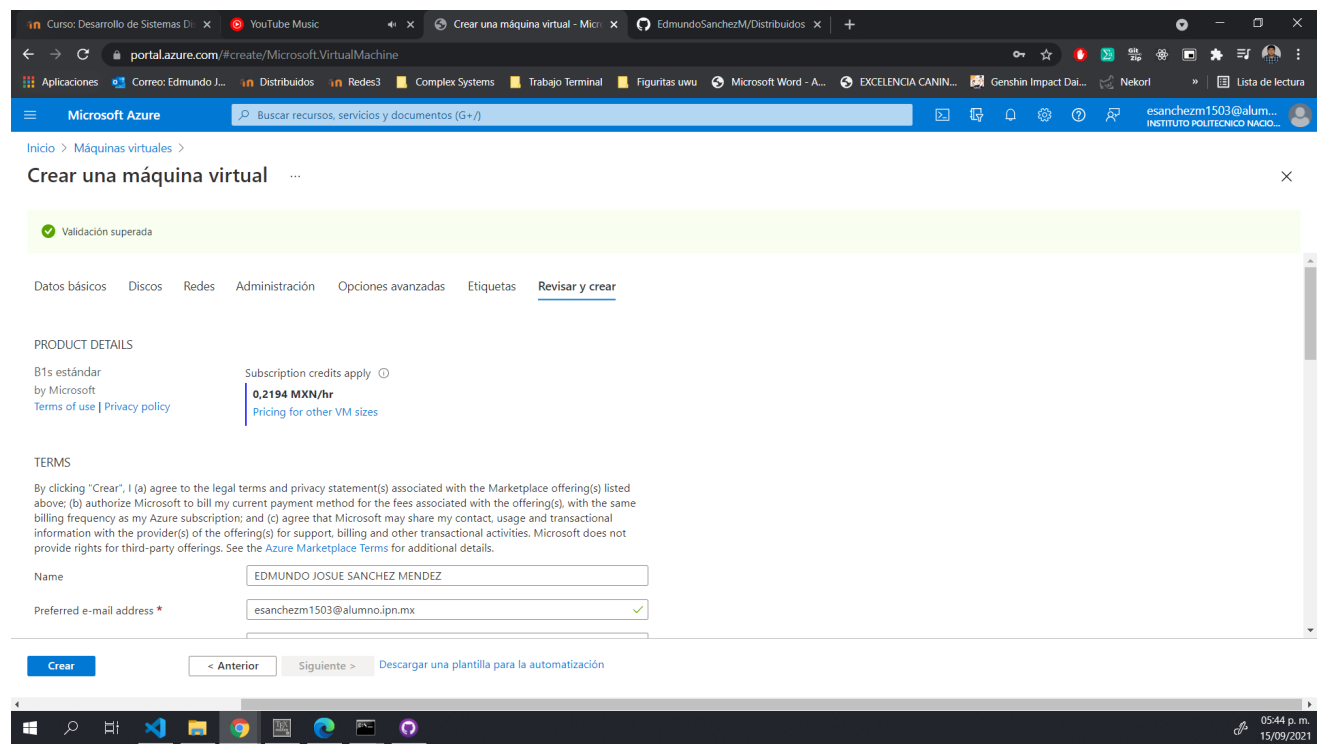 Curso: Desarrollo de Sistemas Di
YouTube Music
Crear una máquina virtual - Micr
EdmundoSanchezM/Distribuidos
portal.azure.com/#create/Microsoft.VirtualMachine
Aplicaciones
Correo: Edmundo J...
Distribuidos
Redes3
Complex Systems
Trabajo Terminal
Figuritas uwu
Microsoft Word - A...
EXCELENCIA CANIN...
Genshin Impact Dai...
Nekorl
»
Lista de lectura
Microsoft Azure
Buscar recursos, servicios y documentos (G+/)
esanchezm1503@alum...
INSTITUTO POLITECNICO NACIO...
Inicio > Máquinas virtuales >
Crear una máquina virtual ...
Validación superada
Datos básicos Discos Redes Administración Opciones avanzadas Etiquetas Revisar y crear
PRODUCT DETAILS
B1s estándar
by Microsoft
Terms of use | Privacy policy
Subscription credits apply
0,2194 MXN/hr
Pricing for other VM sizes
TERMS
By clicking "Crear", I (a) agree to the legal terms and privacy statement(s) associated with the Marketplace offering(s) listed
above; (b) authorize Microsoft to bill my current payment method for the fees associated with the offering(s), with the same
billing frequency as my Azure subscription; and (c) agree that Microsoft may share my contact, usage and transactional
information with the provider(s) of the offering(s) for support, billing and other transactional activities. Microsoft does not
provide rights for third-party offerings. See the Azure Marketplace Terms for additional details.
Name
EDMUNDO JOSUE SANCHEZ MENDEZ
Preferred e-mail address *
esanchezm1503@alumno.ipn.mx
Crear
< Anterior
Siguiente >
Descargar una plantilla para la automatización
05:44 p. m.
15/09/2021